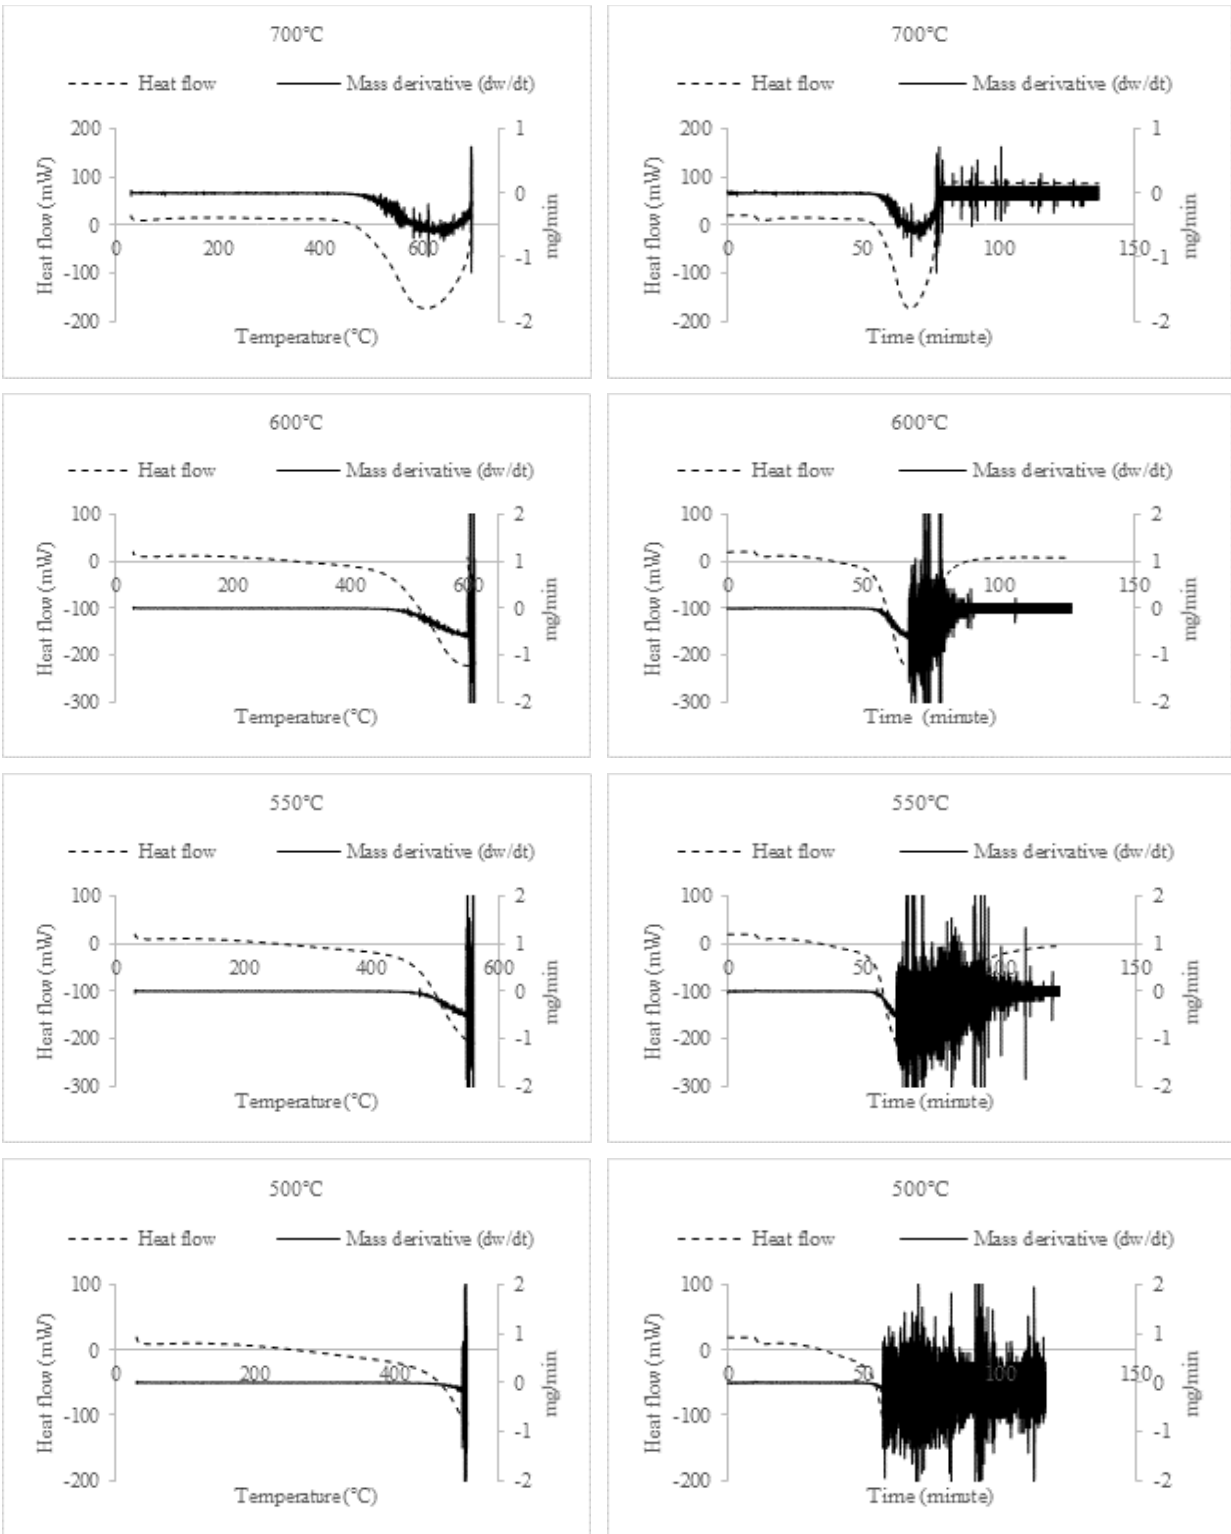 700°C
Heat flow
Mass derivative (dw/dt)
200
100
0
-100
-200
0
200
400
600
1
0
-1
-2
Heat flow (mW)
mg/min
Temperature (°C)
700°C
Heat flow
Mass derivative (dw/dt)
200
100
0
-100
-200
0
50
100
150
1
0
-1
-2
Heat flow (mW)
mg/min
Time (minute)
600°C
Heat flow
Mass derivative (dw/dt)
100
0
-100
-200
-300
0
200
400
600
2
1
0
-1
-2
Heat flow (mW)
mg/min
Temperature (°C)
600°C
Heat flow
Mass derivative (dw/dt)
100
0
-100
-200
-300
0
50
100
150
2
1
0
-1
-2
Heat flow (mW)
mg/min
Time (minute)
550°C
Heat flow
Mass derivative (dw/dt)
100
0
-100
-200
-300
0
200
400
600
2
1
0
-1
-2
Heat flow (mW)
mg/min
Temperature (°C)
550°C
Heat flow
Mass derivative (dw/dt)
100
0
-100
-200
-300
0
50
100
150
2
1
0
-1
-2
Heat flow (mW)
mg/min
Time (minute)
500°C
Heat flow
Mass derivative (dw/dt)
100
0
-100
-200
0
200
400
2
1
0
-1
-2
Heat flow (mW)
mg/min
Temperature (°C)
500°C
Heat flow
Mass derivative (dw/dt)
100
0
-100
-200
0
50
100
150
2
1
0
-1
-2
Heat flow (mW)
mg/min
Time (minute)